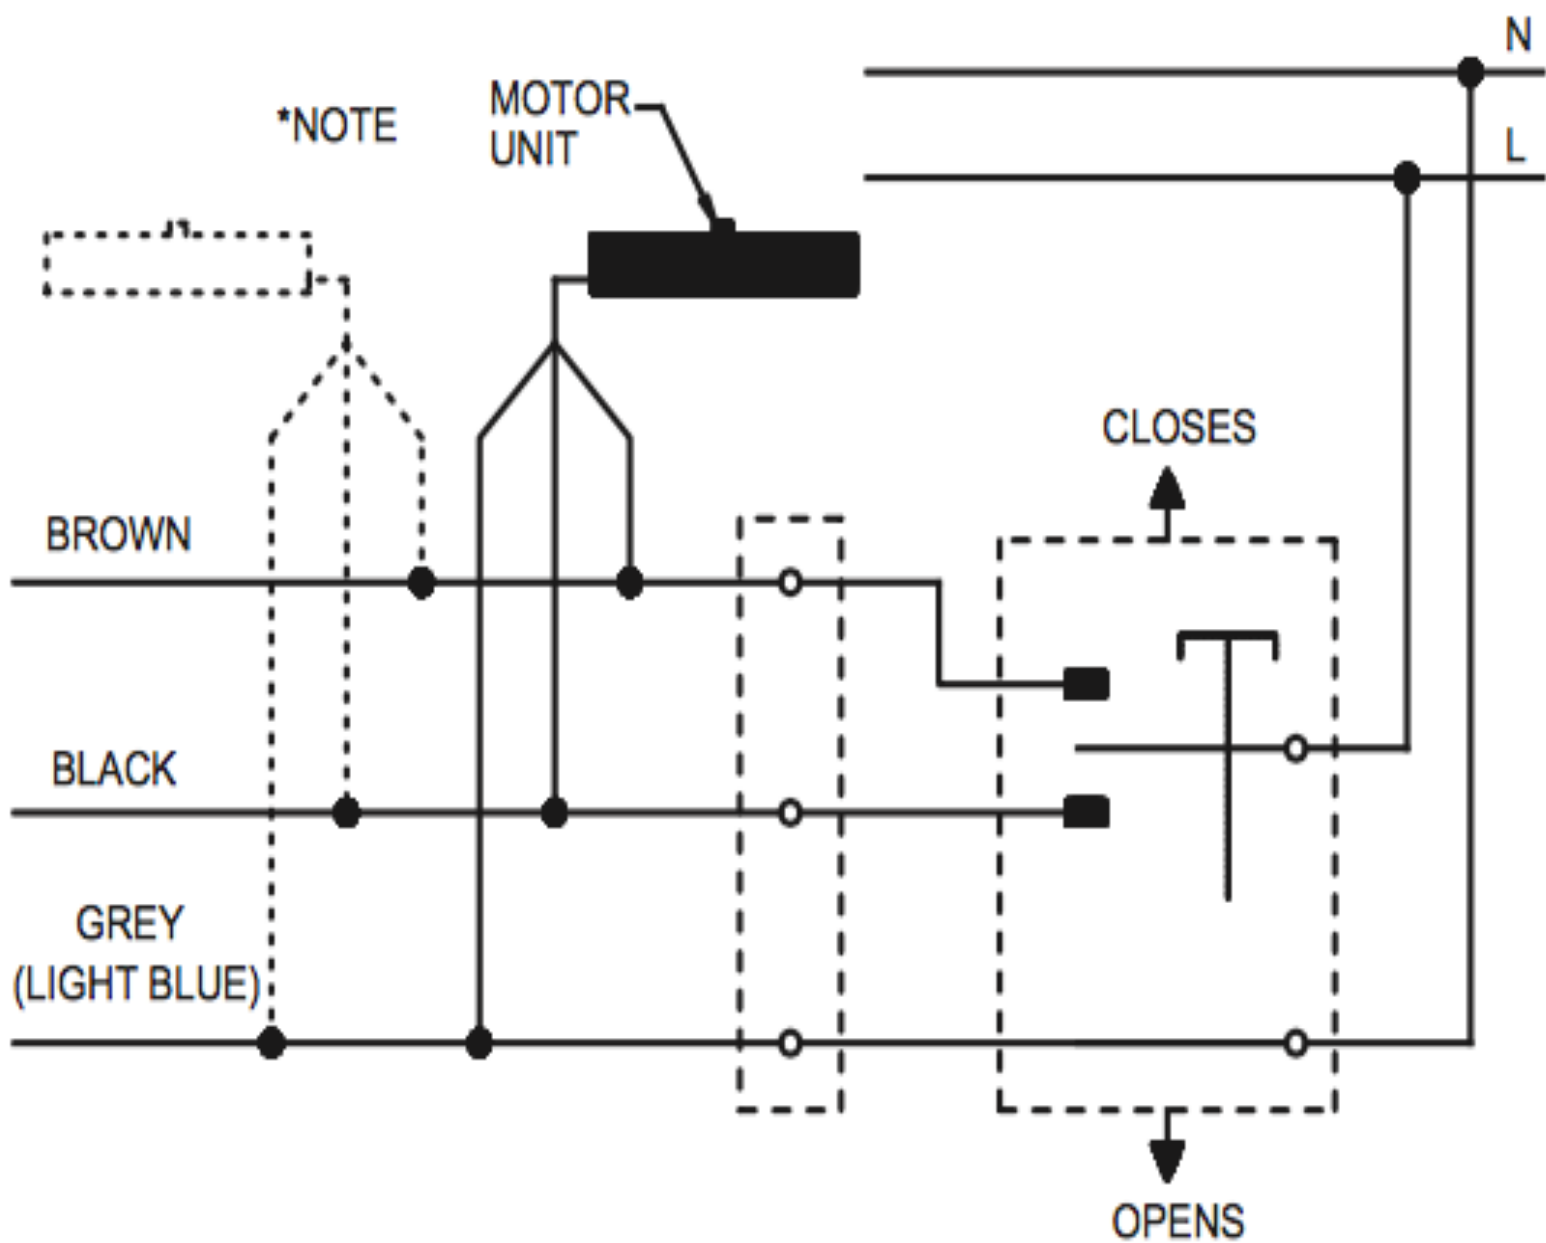 N
*NOTE
MOTOR
UNIT
L
CLOSES
BROWN
BLACK
GREY
(LIGHT BLUE)
OPENS